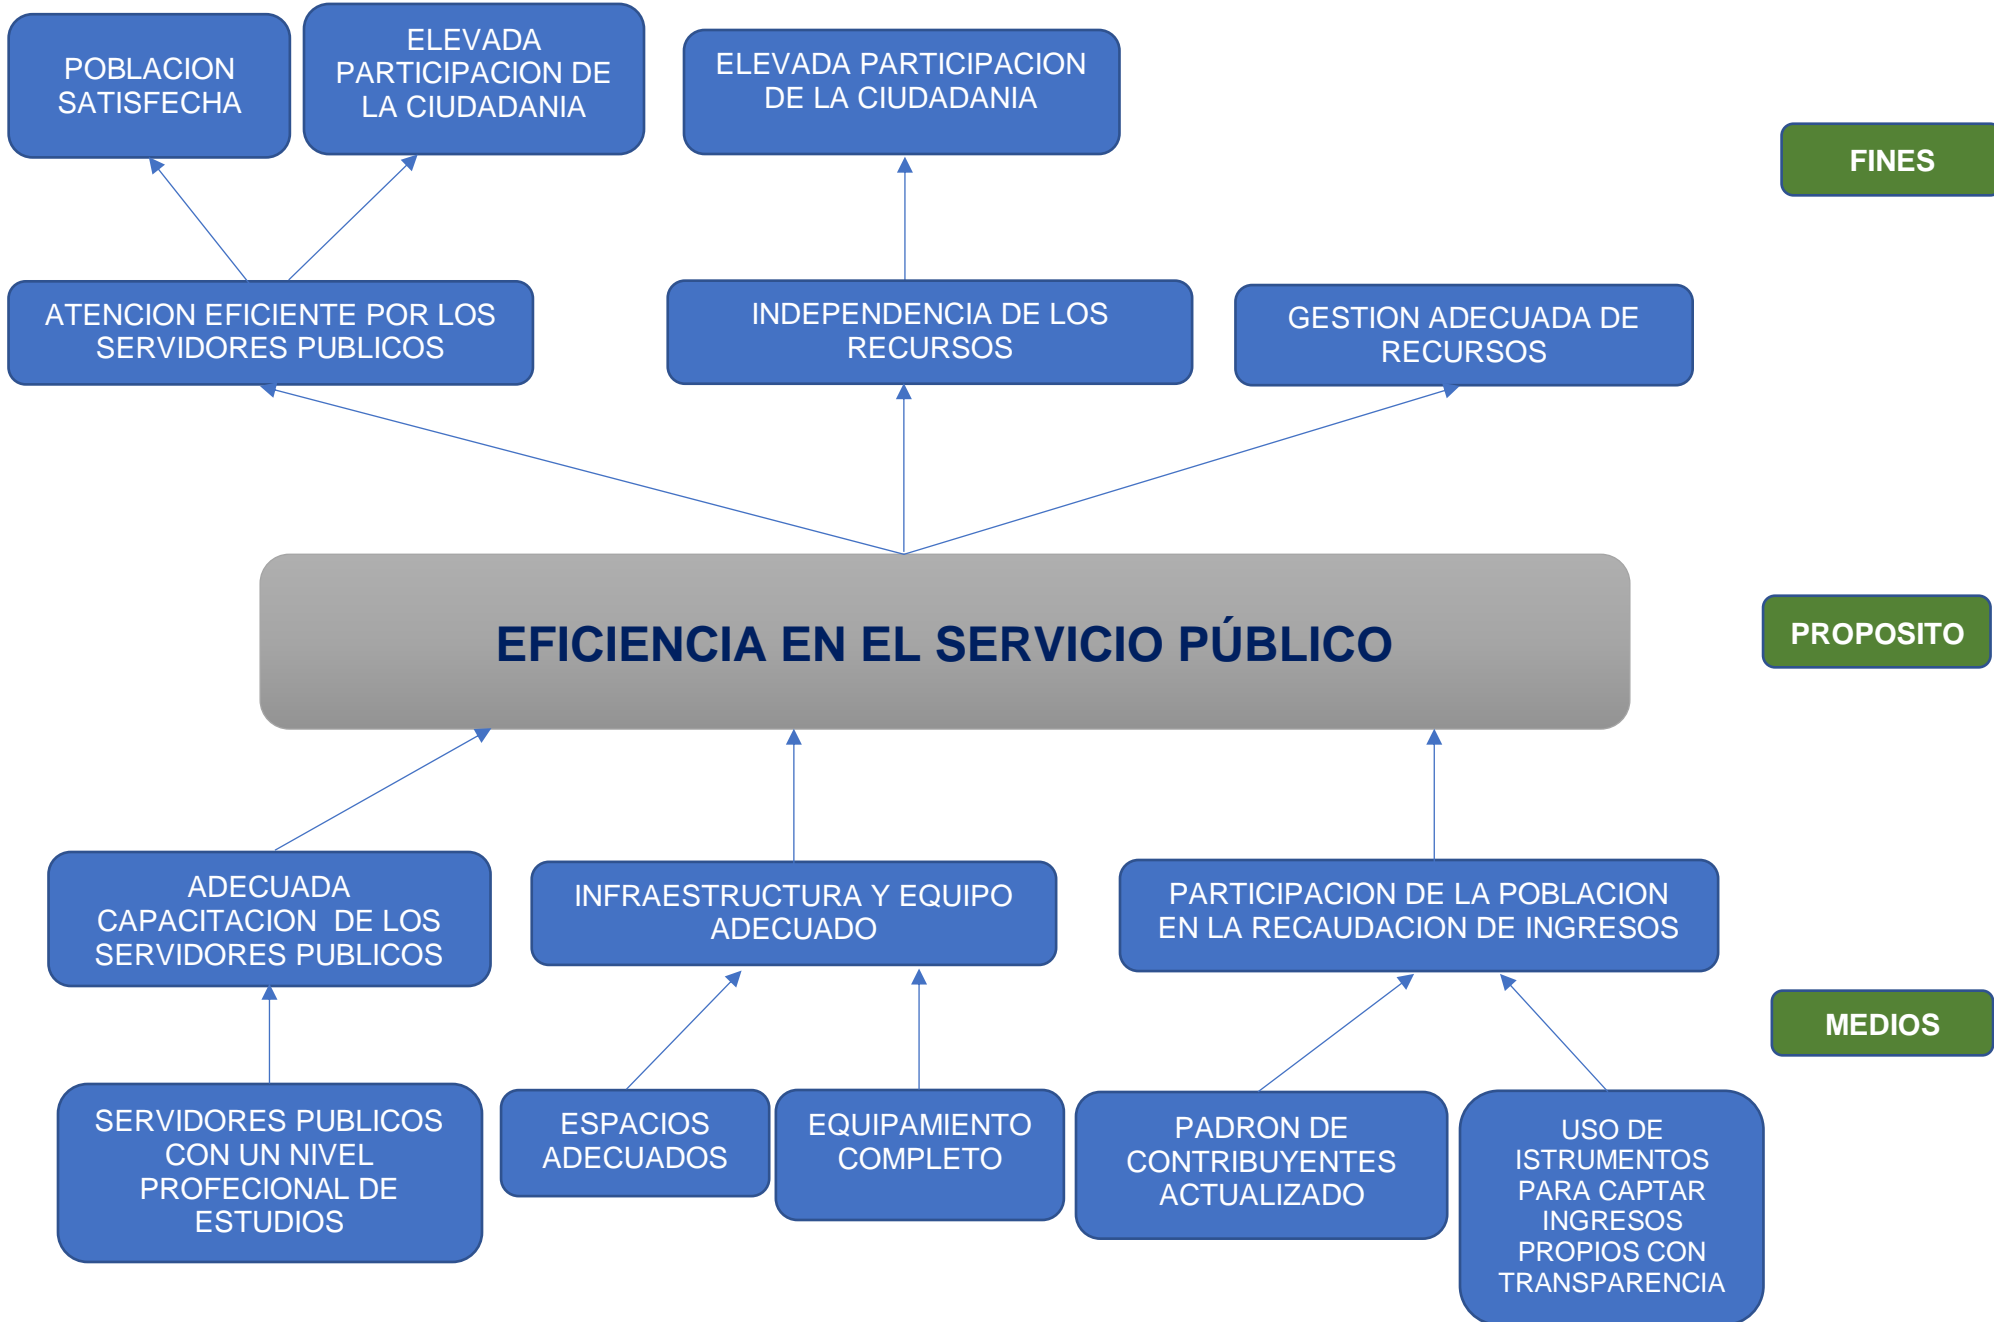 POBLACION
SATISFECHA
ELEVADA
PARTICIPACION DE
LA CIUDADANIA
ELEVADA PARTICIPACION
DE LA CIUDADANIA
FINES
ATENCION EFICIENTE POR LOS
SERVIDORES PUBLICOS
INDEPENDENCIA DE LOS
RECURSOS
GESTION ADECUADA DE
RECURSOS
EFICIENCIA EN EL SERVICIO PÚBLICO
PROPOSITO
ADECUADA
CAPACITACION  DE LOS
SERVIDORES PUBLICOS
INFRAESTRUCTURA Y EQUIPO
ADECUADO
PARTICIPACION DE LA POBLACION
EN LA RECAUDACION DE INGRESOS
MEDIOS
SERVIDORES PUBLICOS
CON UN NIVEL
PROFECIONAL DE
ESTUDIOS
ESPACIOS
ADECUADOS
EQUIPAMIENTO
COMPLETO
PADRON DE
CONTRIBUYENTES
ACTUALIZADO
USO DE
ISTRUMENTOS
PARA CAPTAR
INGRESOS
PROPIOS CON
TRANSPARENCIA